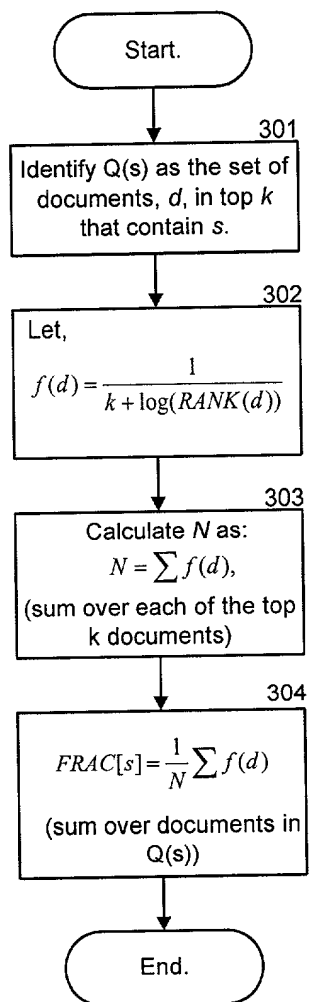 Start.
301
Identify Q(s) as the set of
documents, d, in top k
that contain s.
302
Let,
f(d) = 1 / (k + log(RANK(d)))
303
Calculate N as:
N = ∑ f(d),
(sum over each of the top
k documents)
304
FRAC[s] = 1/N ∑ f(d)
(sum over documents in
Q(s))
End.